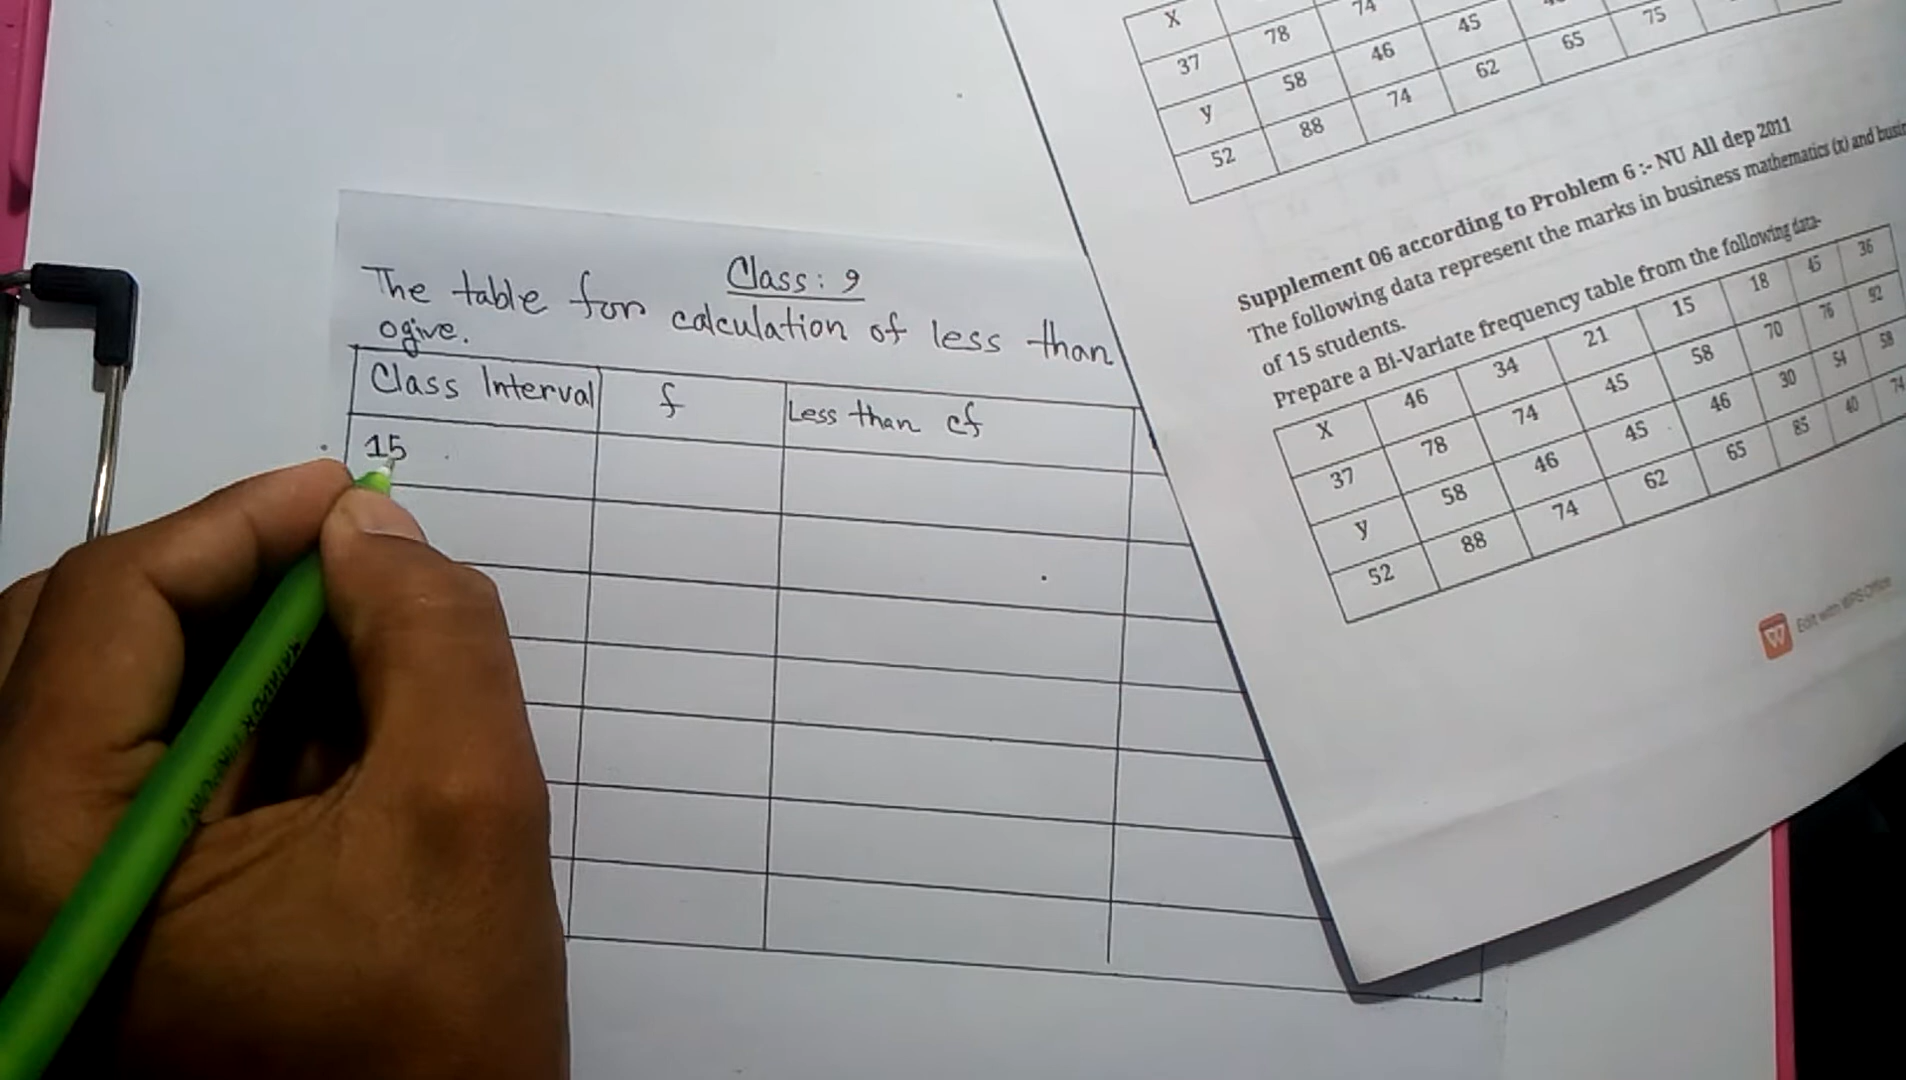 Class: 9
The table for calculation of less than
ogive.
Class Interval f Less than cf
15
X 74
37 78 46 45 65 75
y 58 74 62
52 88
Supplement 06 according to Problem 6 :- NU All dep 2011
The following data represent the marks in business mathematics (x) and
of 15 students.
Prepare a Bi-Variate frequency table from the following data-
X 46 34 21 15 18 45 36
37 78 74 45 58 70 76 92
y 58 46 45 46 30 54 58
52 88 74 62 65 85 40 74
Edit with WPS Office